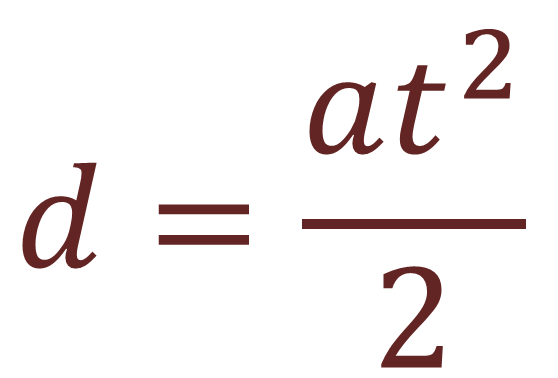 d = at²/2